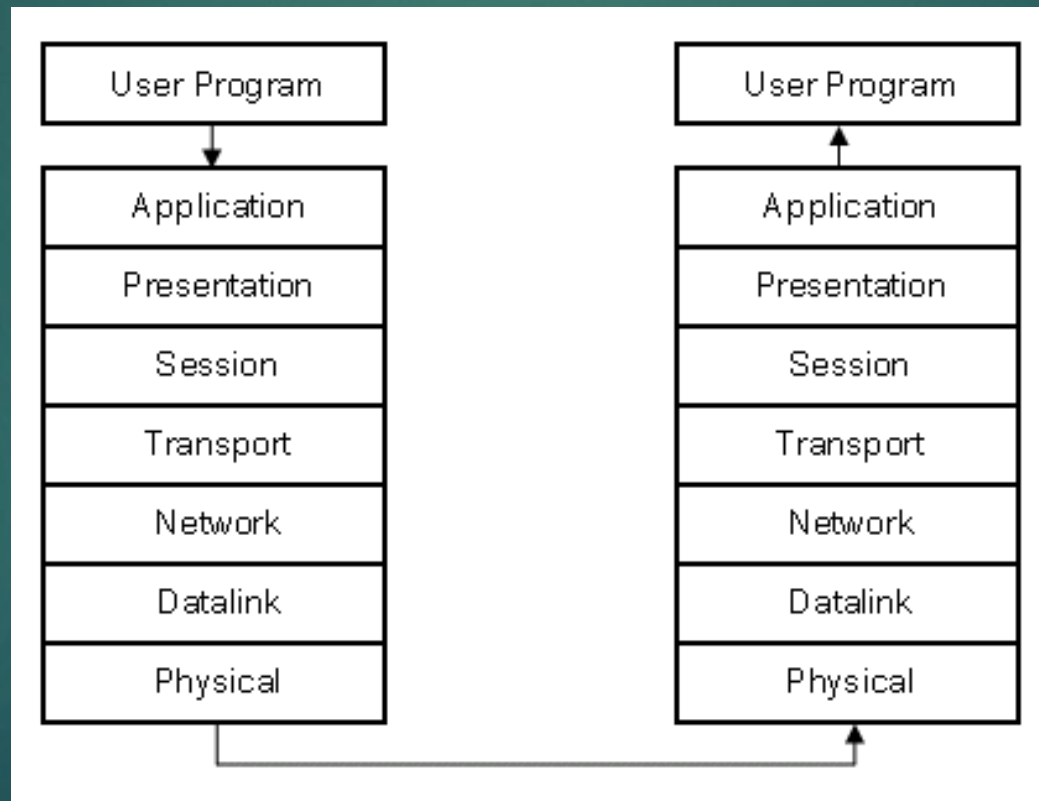 User Program
Application
Presentation
Session
Transport
Network
Datalink
Physical
User Program
Application
Presentation
Session
Transport
Network
Datalink
Physical